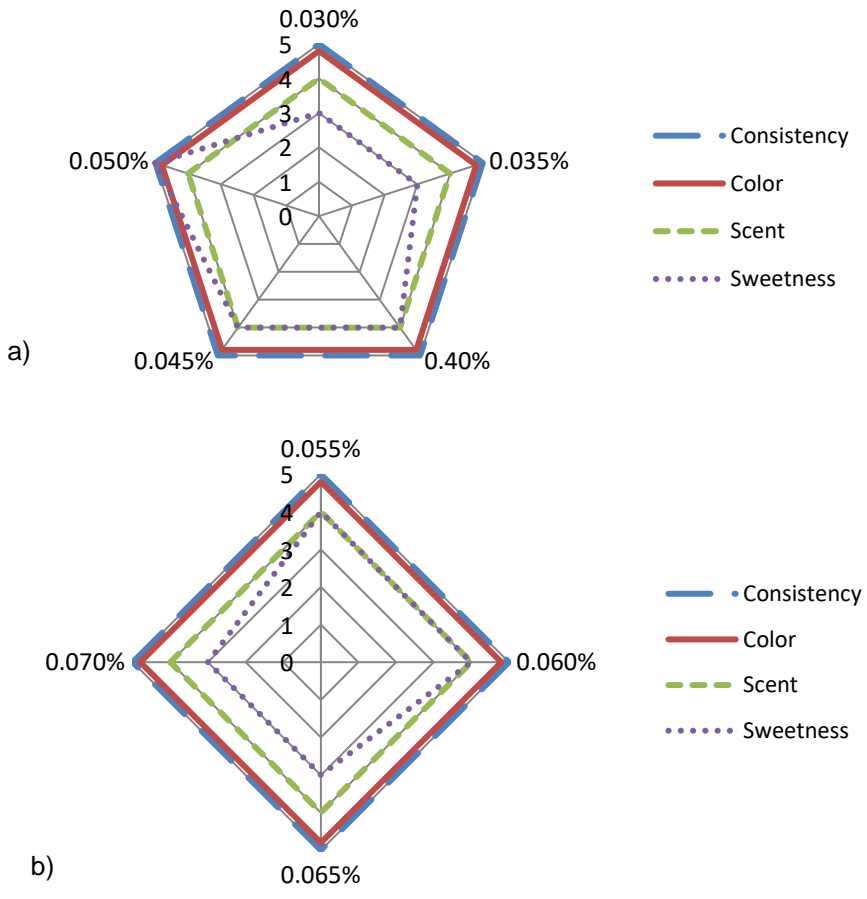 0.030%
5
4
3
2
1
0
0.050%
0.035%
0.045%
0.40%
Consistency
Color
Scent
Sweetness
a)
0.055%
5
4
3
2
1
0
0.070%
0.060%
0.065%
Consistency
Color
Scent
Sweetness
b)